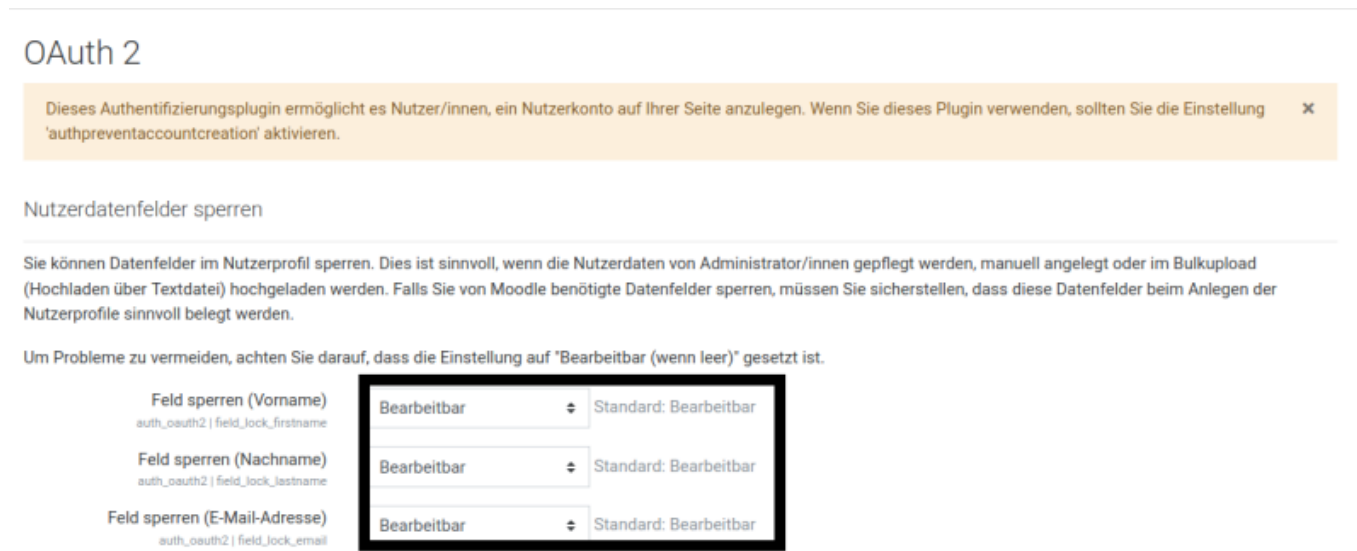 OAuth 2
Dieses Authentifizierungsplugin ermöglicht es Nutzer/innen, ein Nutzerkonto auf Ihrer Seite anzulegen. Wenn Sie dieses Plugin verwenden, sollten Sie die Einstellung ×
'authpreventaccountcreation' aktivieren.
Nutzerdatenfelder sperren
Sie können Datenfelder im Nutzerprofil sperren. Dies ist sinnvoll, wenn die Nutzerdaten von Administrator/innen gepflegt werden, manuell angelegt oder im Bulkupload
(Hochladen über Textdatei) hochgeladen werden. Falls Sie von Moodle benötigte Datenfelder sperren, müssen Sie sicherstellen, dass diese Datenfelder beim Anlegen der
Nutzerprofile sinnvoll belegt werden.
Um Probleme zu vermeiden, achten Sie darauf, dass die Einstellung auf "Bearbeitbar (wenn leer)" gesetzt ist.
Feld sperren (Vorname) Bearbeitbar Standard: Bearbeitbar
auth_oauth2 | field_lock_firstname
Feld sperren (Nachname) Bearbeitbar Standard: Bearbeitbar
auth_oauth2 | field_lock_lastname
Feld sperren (E-Mail-Adresse) Bearbeitbar Standard: Bearbeitbar
auth_oauth2 | field_lock_email